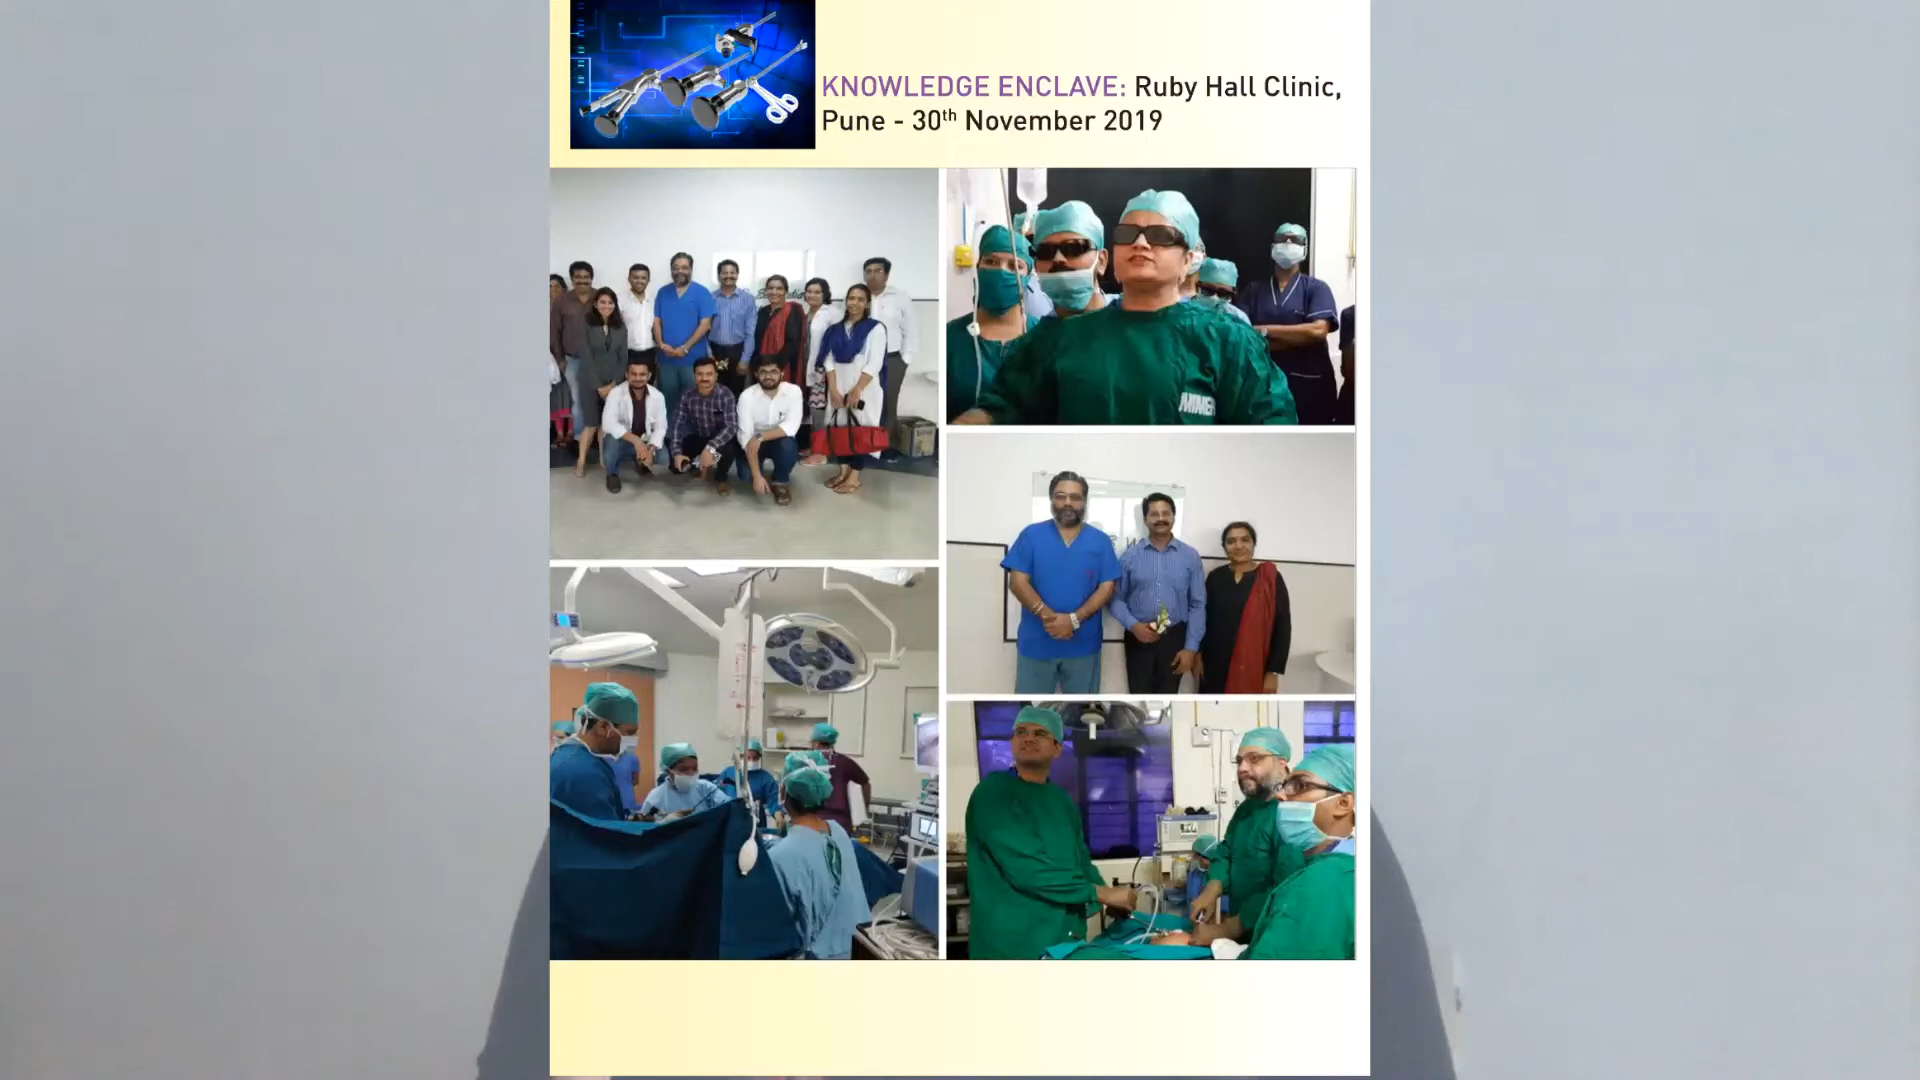 KNOWLEDGE ENCLAVE: Ruby Hall Clinic,
Pune - 30th November 2019